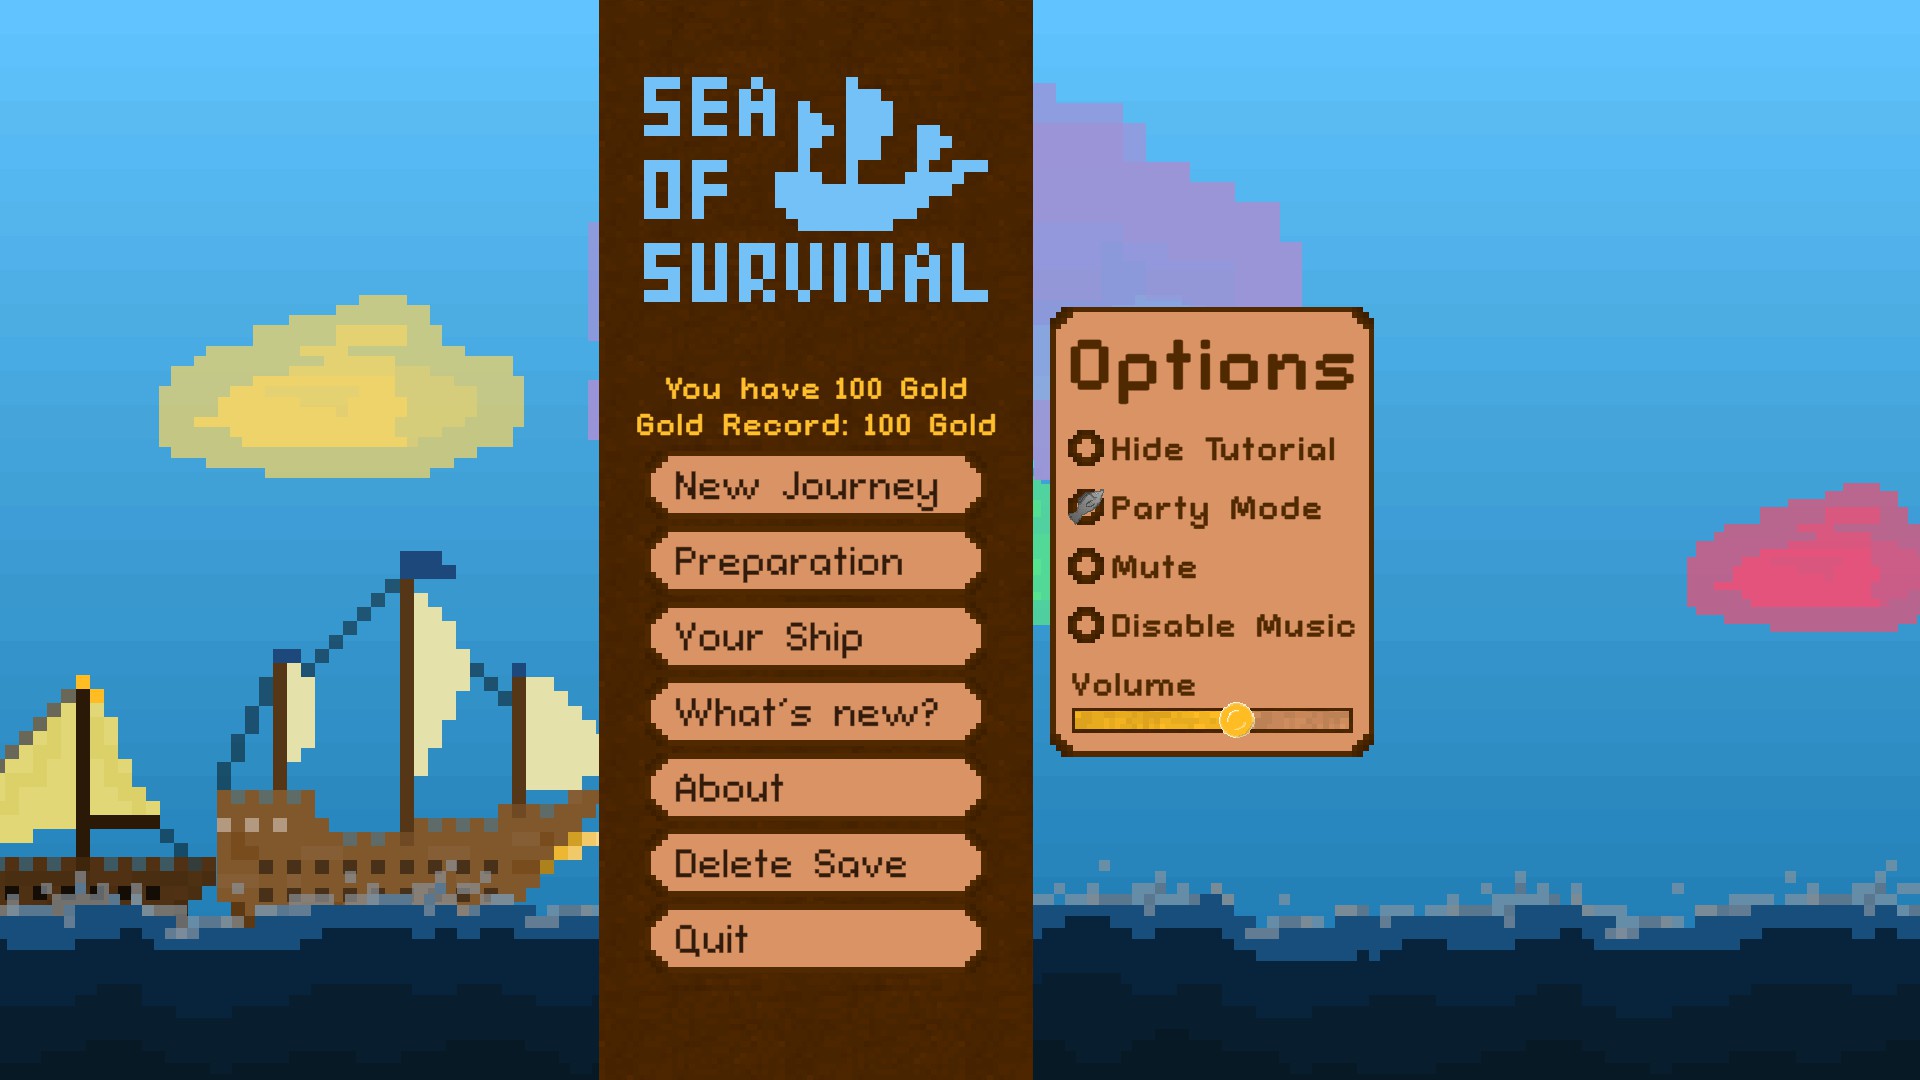 SEA
OF
SURVIVAL
You have 100 Gold
Gold Record: 100 Gold
New Journey
Preparation
Your Ship
What's new?
About
Delete Save
Quit
Options
Hide Tutorial
Party Mode
Mute
Disable Music
Volume